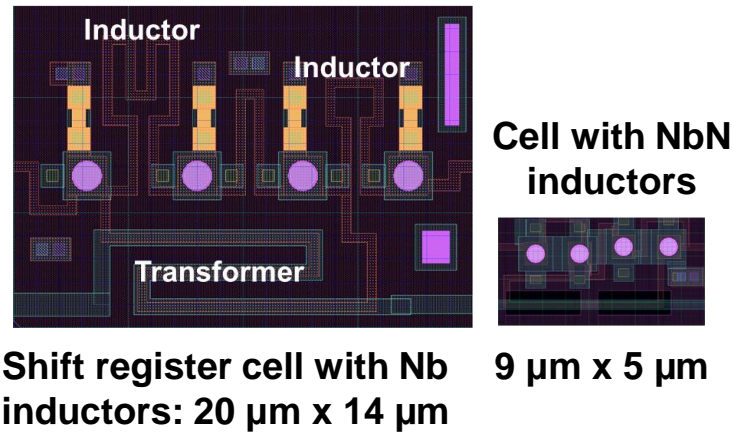 Inductor
Inductor
Transformer
Cell with NbN
inductors
Shift register cell with Nb
inductors: 20 µm x 14 µm
9 µm x 5 µm